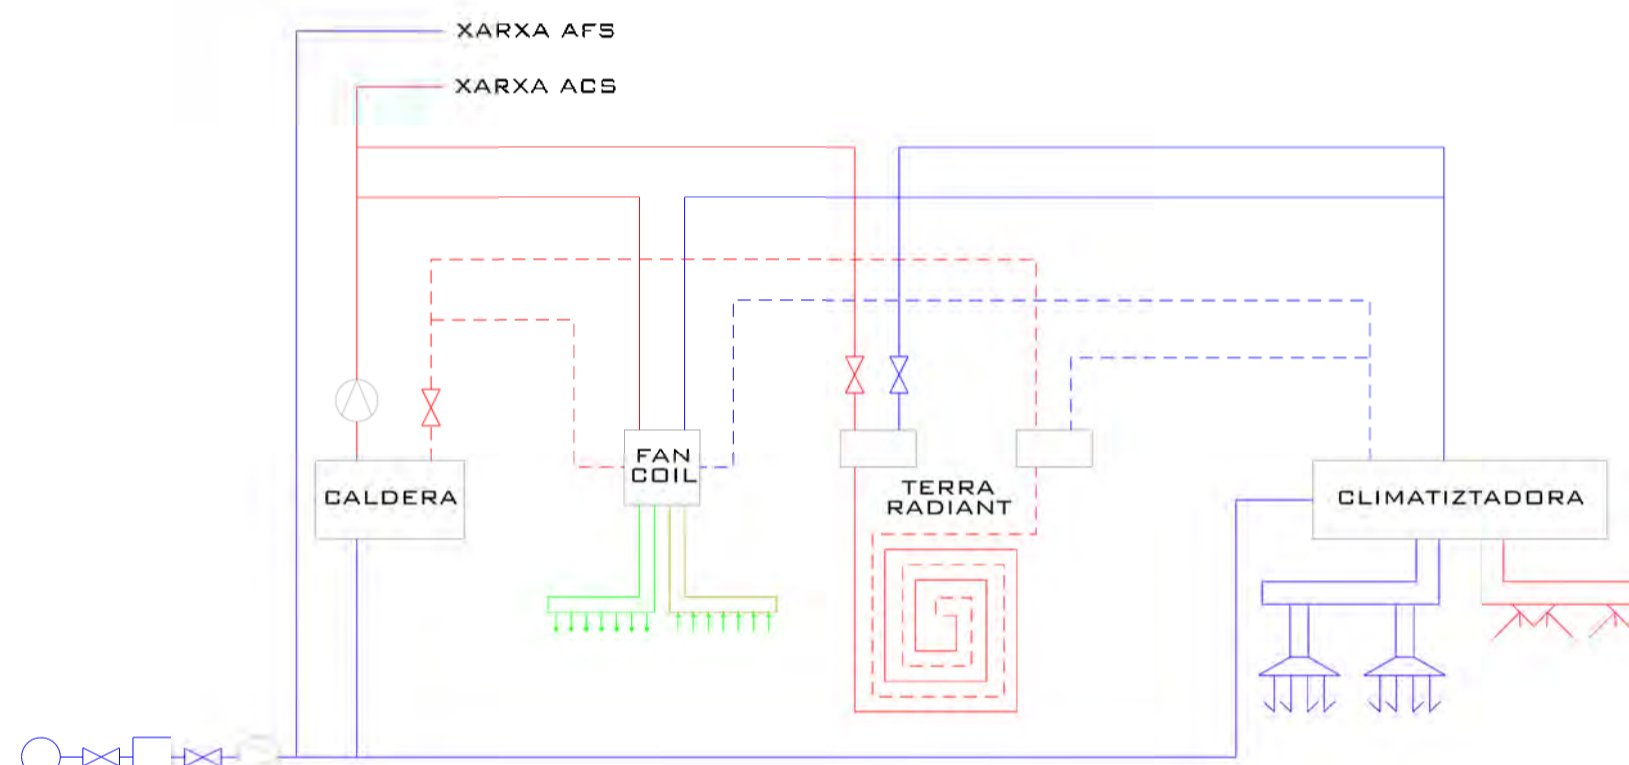 XARXA AFS
XARXA ACS
FAN
COIL
CALDERA
TERRA
RADIANT
CLIMATIZTADORA